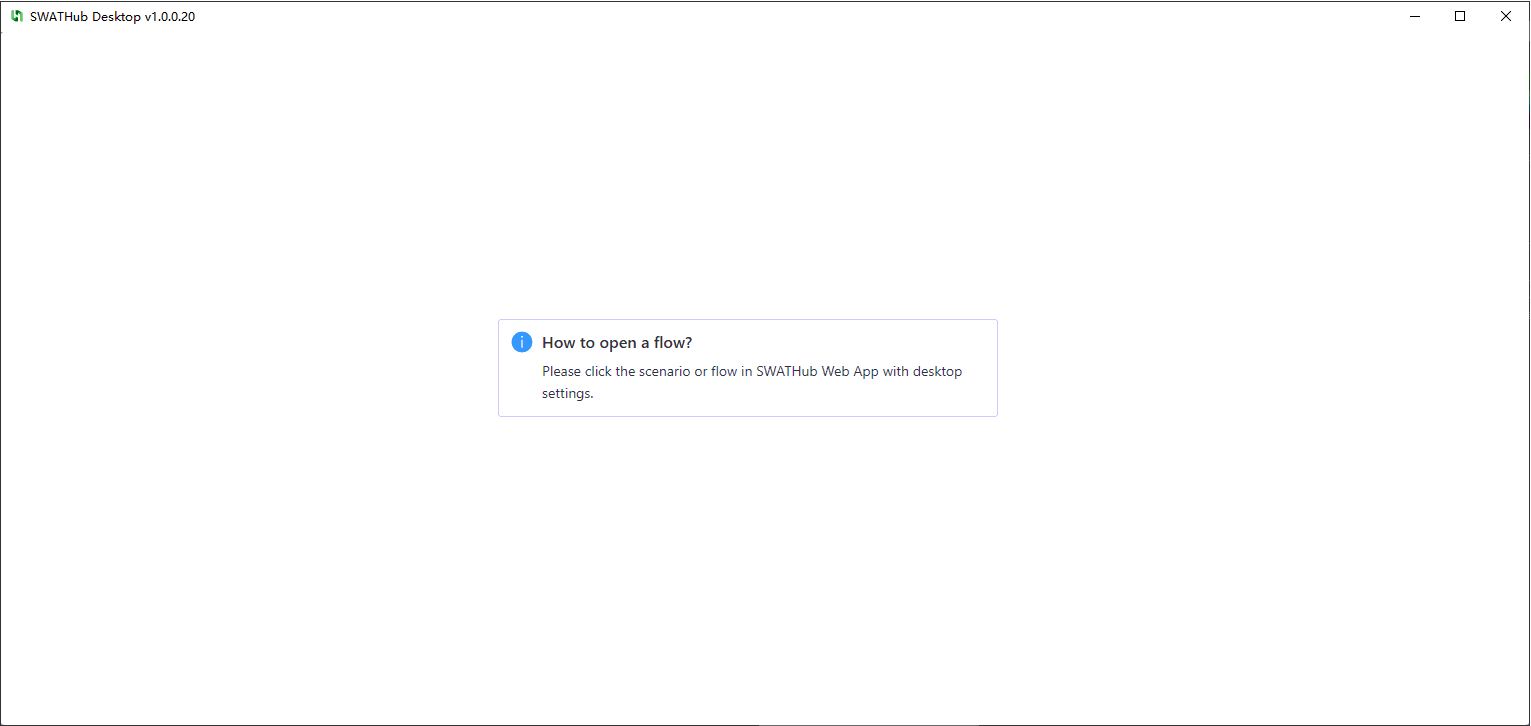 SWATHub Desktop v1.0.0.20
How to open a flow?
Please click the scenario or flow in SWATHub Web App with desktop
settings.